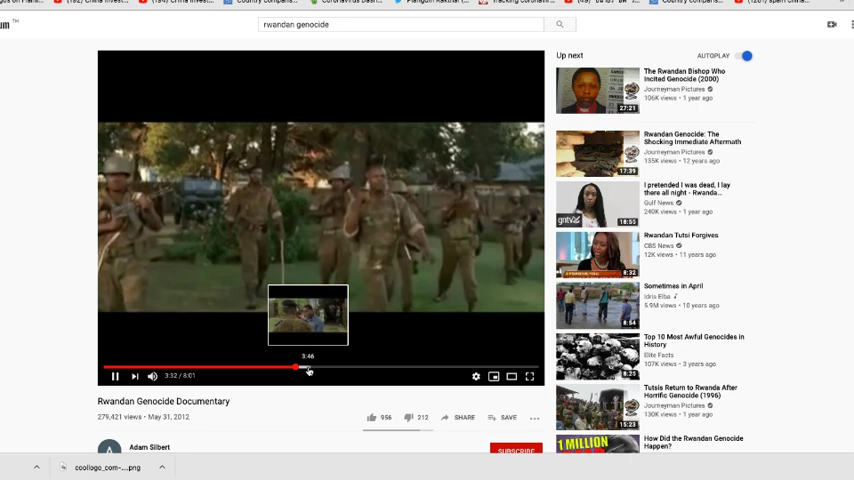 rwandan genocide
Up next
AUTOPLAY
The Rwandan Bishop Who
Incited Genocide (2000)
Journeyman Pictures
106K views • 1 year ago
27:21
Rwandan Genocide: The
Shocking Immediate Aftermath
Journeyman Pictures
135K views • 12 years ago
17:39
I pretended I was dead, I lay
there all night - Rwanda...
Gulf News
240K views • 1 year ago
gntv
18:55
Rwandan Tutsi Forgives
CBS News
12K views • 11 years ago
8:32
Sometimes in April
Idris Elba
5.9M views • 10 years ago
8:54
Top 10 Most Awful Genocides in
History
Elite Facts
107K views • 3 years ago
8:25
Tutsis Return to Rwanda After
Horrific Genocide (1996)
Journeyman Pictures
130K views • 1 year ago
15:23
How Did the Rwandan Genocide
Happen?
1 MILLION
3:46
3:32 / 8:01
Rwandan Genocide Documentary
279,421 views • May 31, 2012
956
212
SHARE
SAVE
A
Adam Silbert
SUBSCRIBE
coollogo_com-....png